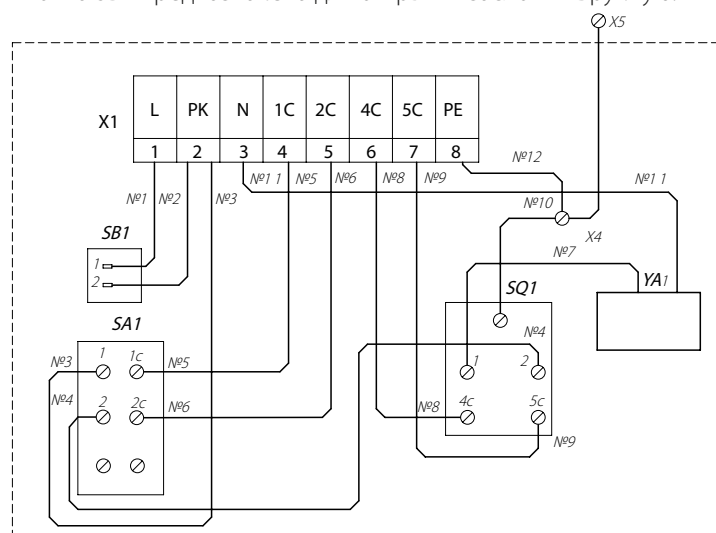 X5
X1 L PK N 1C 2C 4C 5C PE
1 2 3 4 5 6 7 8
№12
№1 №2 №3 №11 №5 №6 №8 №9 №11
№10
X4
SB1
№7
1
2
SQ1
YA1
SA1
№4
№3 1 1c №5
1 2
№4 2 2c №6
№8 4c 5c
№9